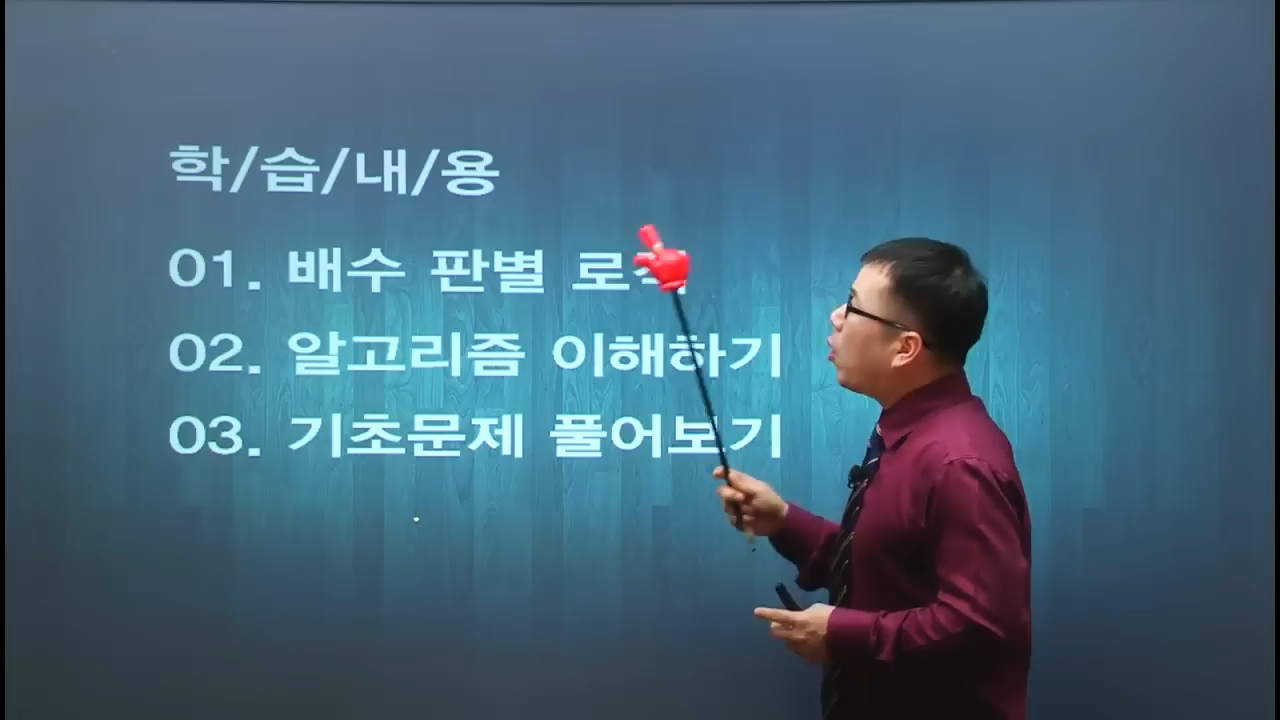 학/습/내/용
01. 배수 판별
02. 알고리즘 이해하기
03. 기초문제 풀어보기